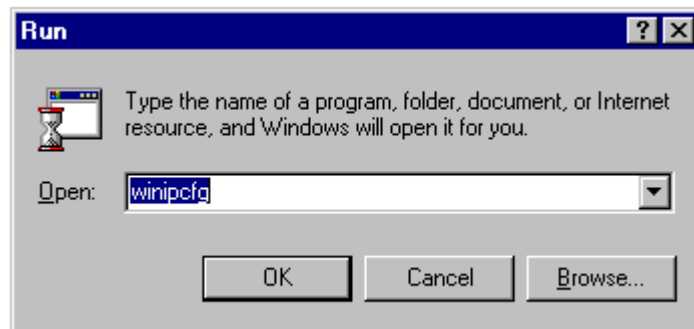 Run
Type the name of a program, folder, document, or Internet
resource, and Windows will open it for you.
Open: winipcfg
OK Cancel Browse...